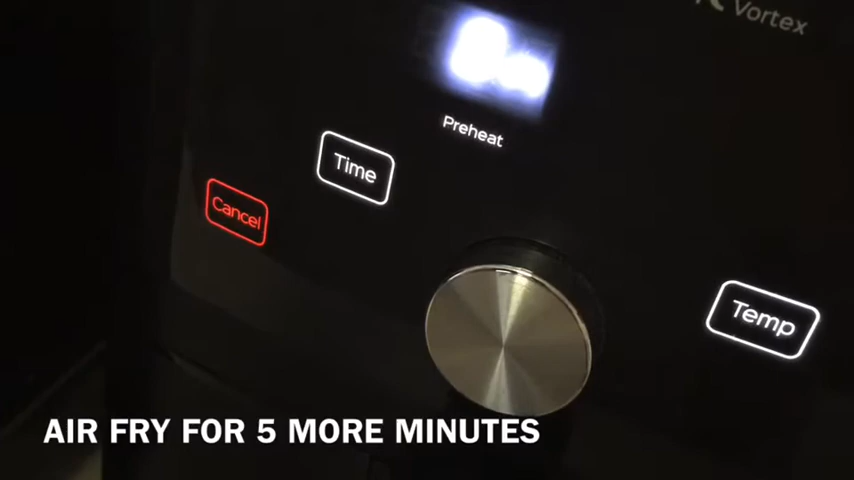 Vortex
Preheat
Time
Cancel
Temp
AIR FRY FOR 5 MORE MINUTES